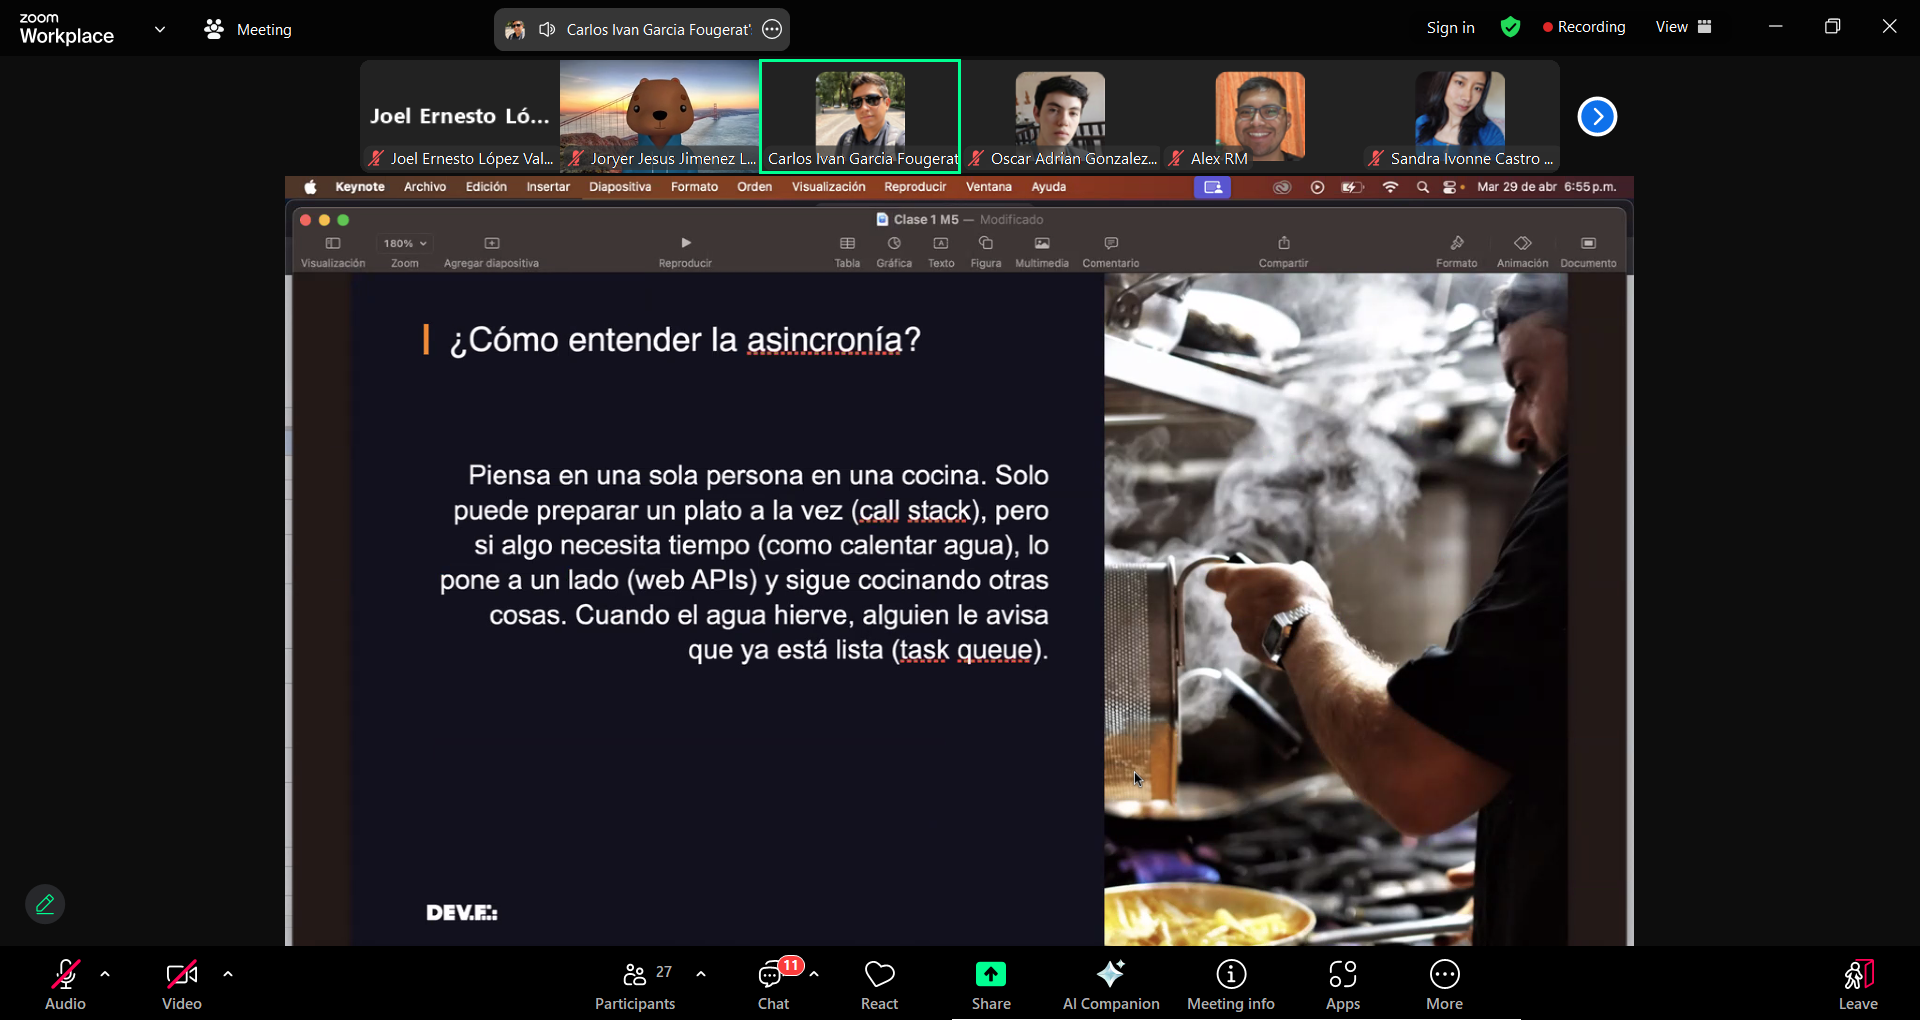 zoom
Workplace
Meeting
Carlos Ivan Garcia Fougerat'
Sign in
Recording
View
Joel Ernesto Ló...
Joel Ernesto López Val...
Joryer Jesus Jimenez L...
Carlos Ivan Garcia Fougerat
Oscar Adrian Gonzalez...
Alex RM
Sandra Ivonne Castro ...
Keynote Archivo Edición Insertar Diapositiva Formato Orden Visualización Reproducir Ventana Ayuda
Mar 29 de abr 6:55 p.m.
Clase 1 M5 — Modificado
180%
Visualización Zoom Agregar diapositiva Reproducir Tabla Gráfica Texto Figura Multimedia Comentario Compartir Formato Animación Documento
¿Cómo entender la asincronía?
Piensa en una sola persona en una cocina. Solo
puede preparar un plato a la vez (call stack), pero
si algo necesita tiempo (como calentar agua), lo
pone a un lado (web APIs) y sigue cocinando otras
cosas. Cuando el agua hierve, alguien le avisa
que ya está lista (task queue).
DEV.F.:
27
11
Audio Video Participants Chat React Share AI Companion Meeting info Apps More Leave